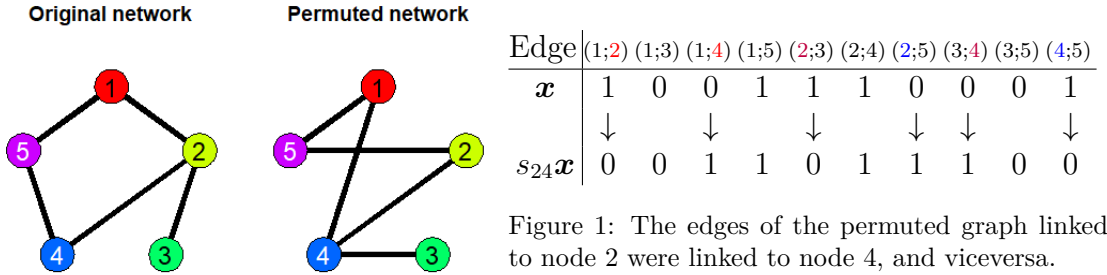 Original network
Permuted network
1
5
2
4
3
1
5
2
4
3
Edge (1;2) (1;3) (1;4) (1;5) (2;3) (2;4) (2;5) (3;4) (3;5) (4;5)
x 1 0 0 1 1 1 0 0 0 1
↓ ↓ ↓ ↓ ↓ ↓
s₂₄x 0 0 1 1 0 1 1 1 0 0
Figure 1: The edges of the permuted graph linked
to node 2 were linked to node 4, and viceversa.